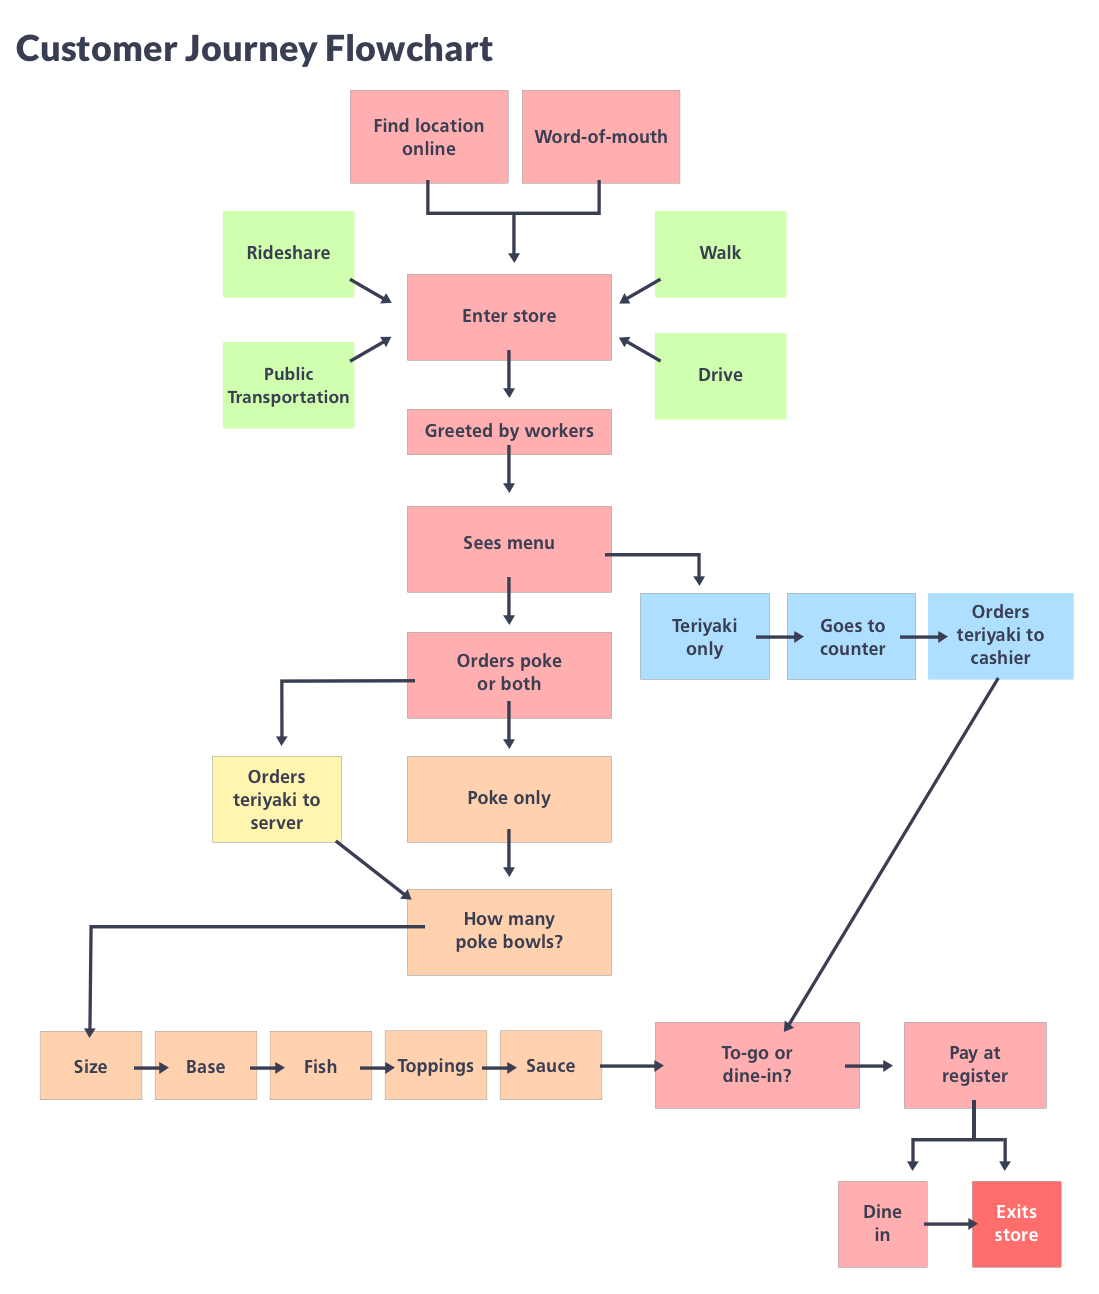 Customer Journey Flowchart
Find location
online
Word-of-mouth
Rideshare
Walk
Enter store
Public
Transportation
Drive
Greeted by workers
Sees menu
Teriyaki
only
Goes to
counter
Orders
teriyaki to
cashier
Orders poke
or both
Orders
teriyaki to
server
Poke only
How many
poke bowls?
Size
Base
Fish
Toppings
Sauce
To-go or
dine-in?
Pay at
register
Dine
in
Exits
store